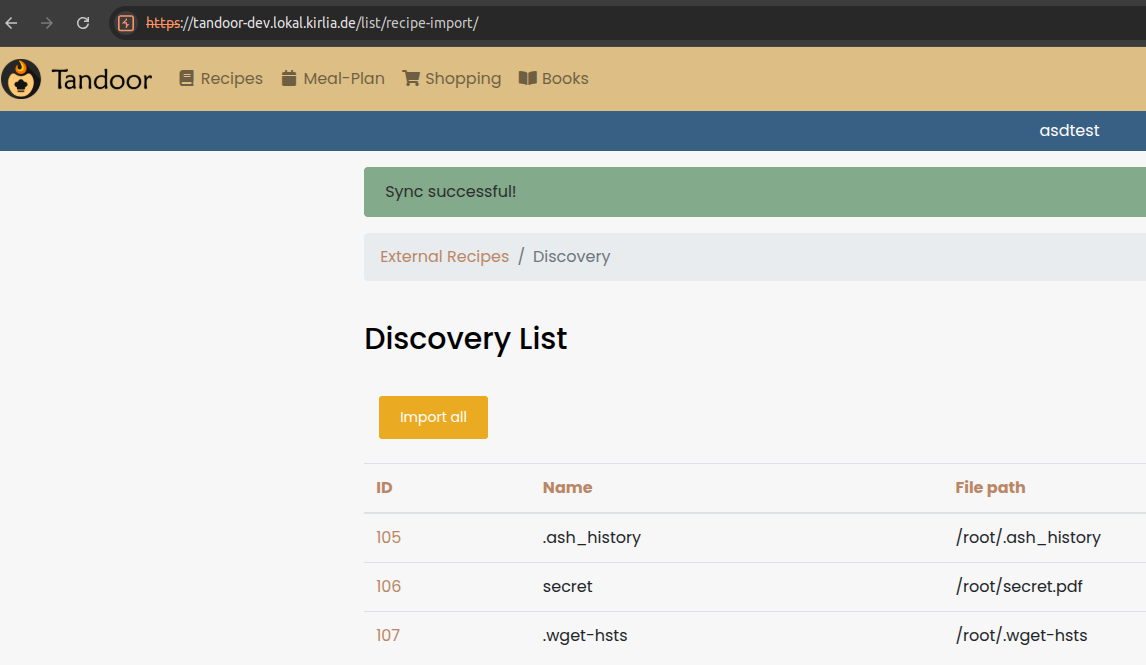 https://tandoor-dev.lokal.kirlia.de/list/recipe-import/
Tandoor Recipes Meal-Plan Shopping Books
asdtest
Sync successful!
External Recipes / Discovery
Discovery List
Import all
ID Name File path
105 .ash_history /root/.ash_history
106 secret /root/secret.pdf
107 .wget-hsts /root/.wget-hsts